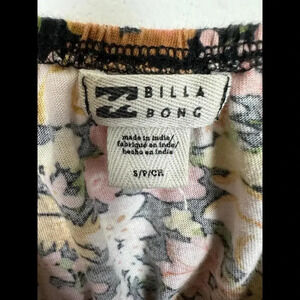 BILLA
BONG
made in india/
fabriqué en inde/
hecho en india
S/P/CH